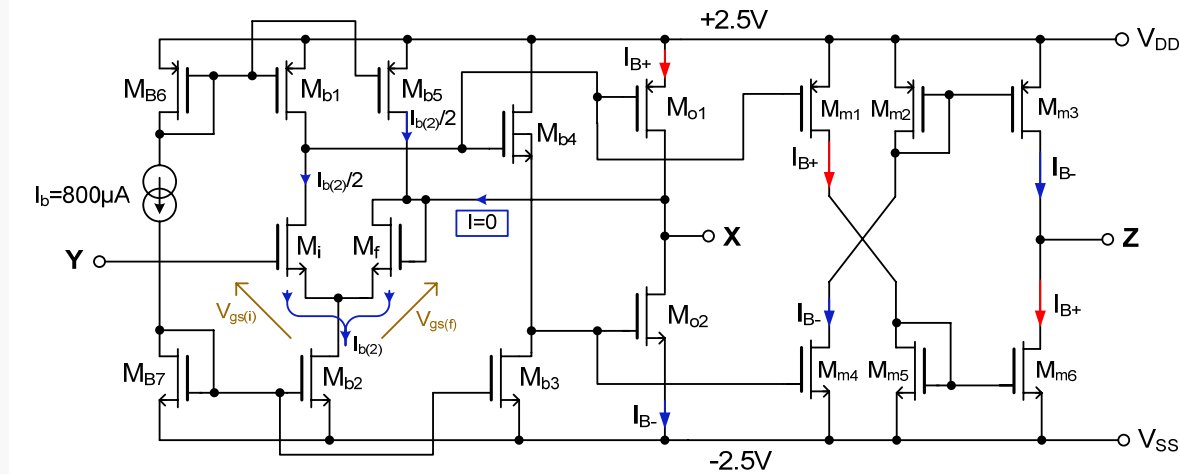 +2.5V
V_DD
I_B+
M_B6
M_b1
M_b5
M_o1
M_m1
M_m2
M_m3
I_b(2)/2
M_b4
I_B+
I_B-
I_b=800µA
I_b(2)/2
I=0
X
Z
Y
M_i
M_f
V_gs(i)
V_gs(f)
I_b(2)
M_o2
I_B-
I_B+
M_B7
M_b2
M_b3
M_m4
M_m5
M_m6
I_B-
V_SS
-2.5V